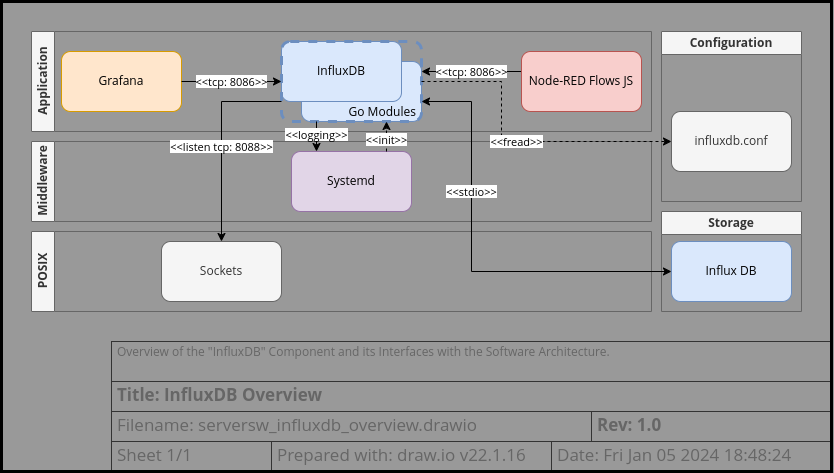 Application
Grafana
<<tcp: 8086>>
InfluxDB
Go Modules
<<tcp: 8086>>
Node-RED Flows JS
Configuration
influxdb.conf
<<fread>>
<<listen tcp: 8088>>
<<logging>>
<<init>>
Middleware
Systemd
<<stdio>>
Storage
Influx DB
POSIX
Sockets
Overview of the "InfluxDB" Component and its Interfaces with the Software Architecture.
Title: InfluxDB Overview
Filename: serversw_influxdb_overview.drawio
Rev: 1.0
Sheet 1/1
Prepared with: draw.io v22.1.16
Date: Fri Jan 05 2024 18:48:24